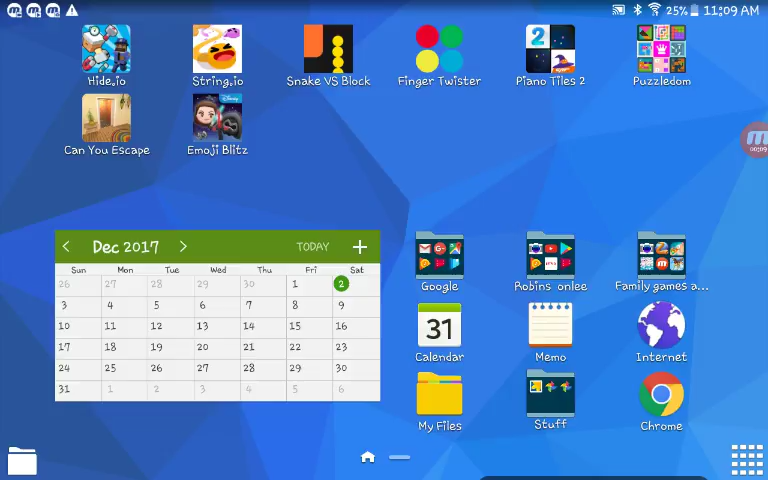 25% 11:09 AM
Hide.io String.io Snake VS Block Finger Twister Piano Tiles 2 Puzzledom
Can You Escape Emoji Blitz
Dec 2017 TODAY
Sun Mon Tue Wed Thu Fri Sat
26 27 28 29 30 1 2
3 4 5 6 7 8 9
10 11 12 13 14 15 16
17 18 19 20 21 22 23
24 25 26 27 28 29 30
31 1 2 3 4 5 6
Google Robins onlee Family games a...
31
Calendar Memo Internet
My Files Stuff Chrome
00:09
2
Disney